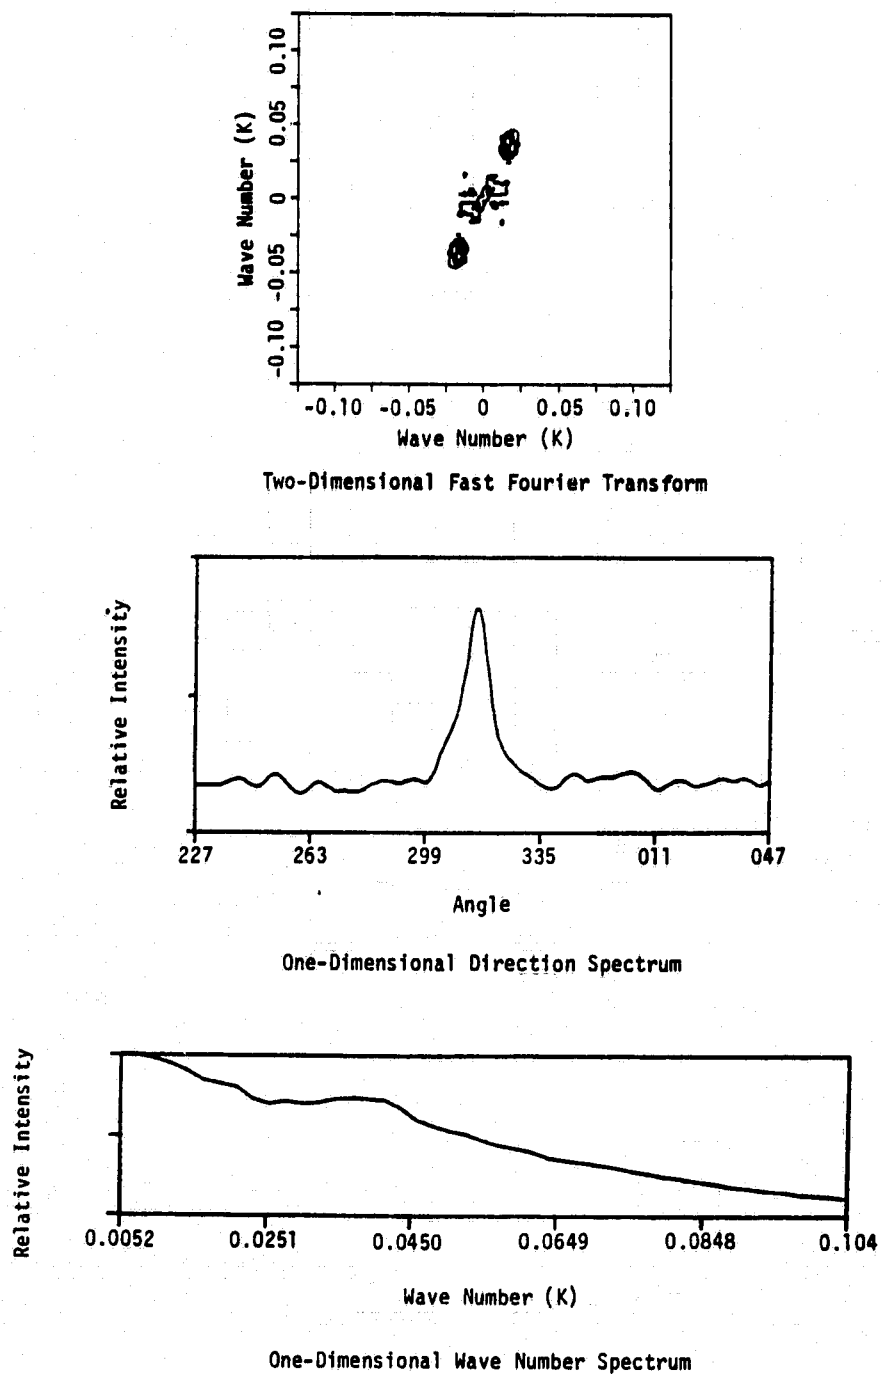 Wave Number (K)
0.10
0.05
0
-0.05
-0.10
-0.10 -0.05 0 0.05 0.10
Wave Number (K)
Two-Dimensional Fast Fourier Transform
Relative Intensity
227 263 299 335 011 047
Angle
One-Dimensional Direction Spectrum
Relative Intensity
0.0052 0.0251 0.0450 0.0649 0.0848 0.104
Wave Number (K)
One-Dimensional Wave Number Spectrum